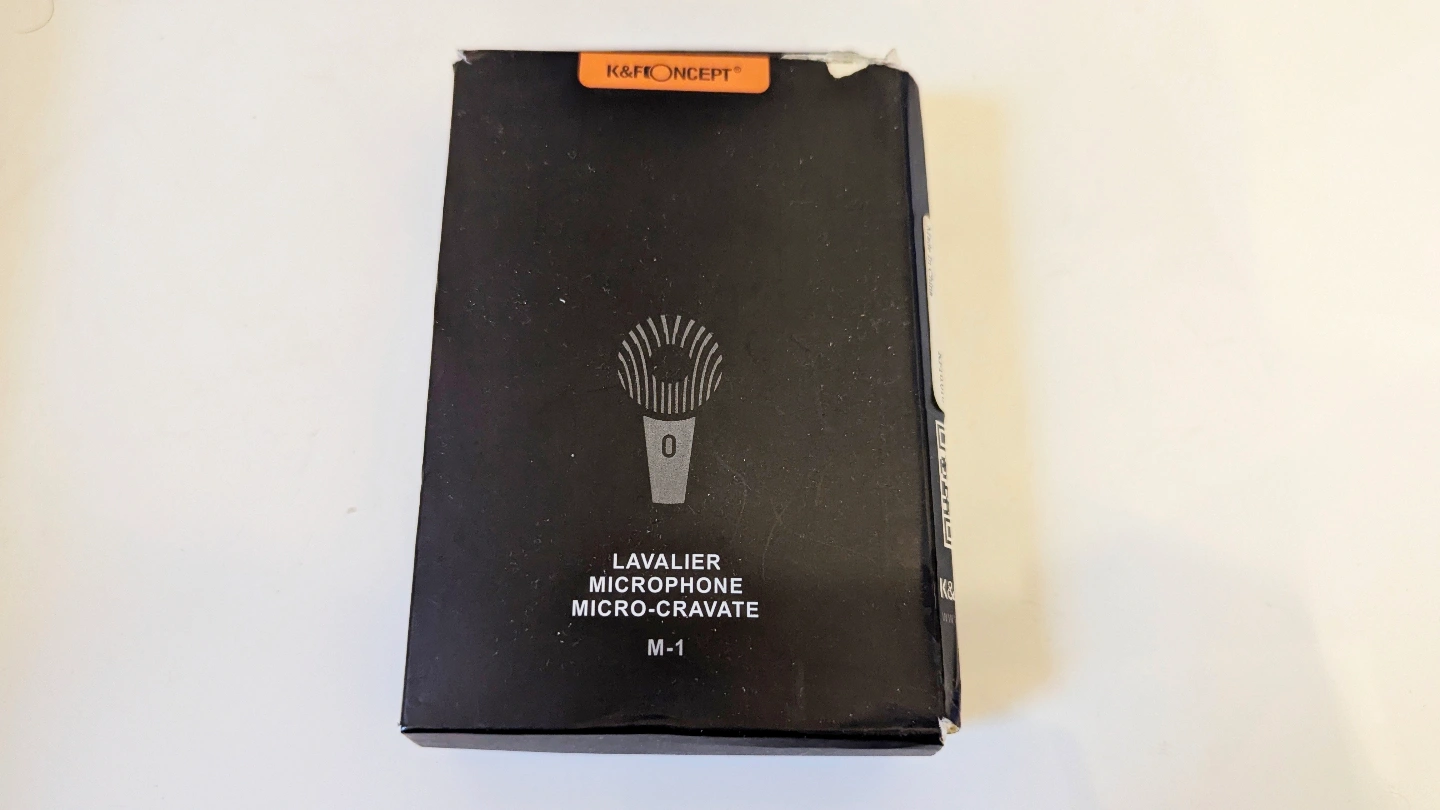 K&F CONCEPT®
0
LAVALIER
MICROPHONE
MICRO-CRAVATE
M-1
K&